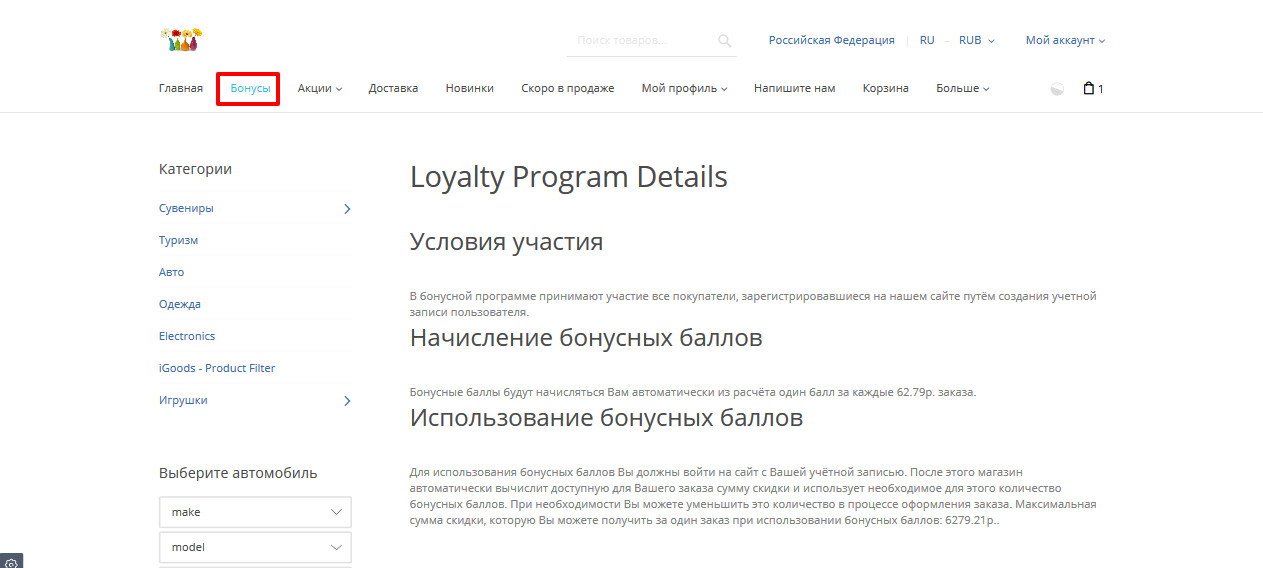 Поиск товаров...
Российская Федерация
RU – RUB
Мой аккаунт
Главная Бонусы Акции Доставка Новинки Скоро в продаже Мой профиль Напишите нам Корзина Больше 1
Категории
Сувениры
Туризм
Авто
Одежда
Electronics
iGoods - Product Filter
Игрушки
Выберите автомобиль
make
model
Loyalty Program Details
Условия участия
В бонусной программе принимают участие все покупатели, зарегистрировавшиеся на нашем сайте путём создания учетной
записи пользователя.
Начисление бонусных баллов
Бонусные баллы будут начисляться Вам автоматически из расчёта один балл за каждые 62.79р. заказа.
Использование бонусных баллов
Для использования бонусных баллов Вы должны войти на сайт с Вашей учётной записью. После этого магазин
автоматически вычислит доступную для Вашего заказа сумму скидки и использует необходимое для этого количество
бонусных баллов. При необходимости Вы можете уменьшить это количество в процессе оформления заказа. Максимальная
сумма скидки, которую Вы можете получить за один заказ при использовании бонусных баллов: 6279.21р..